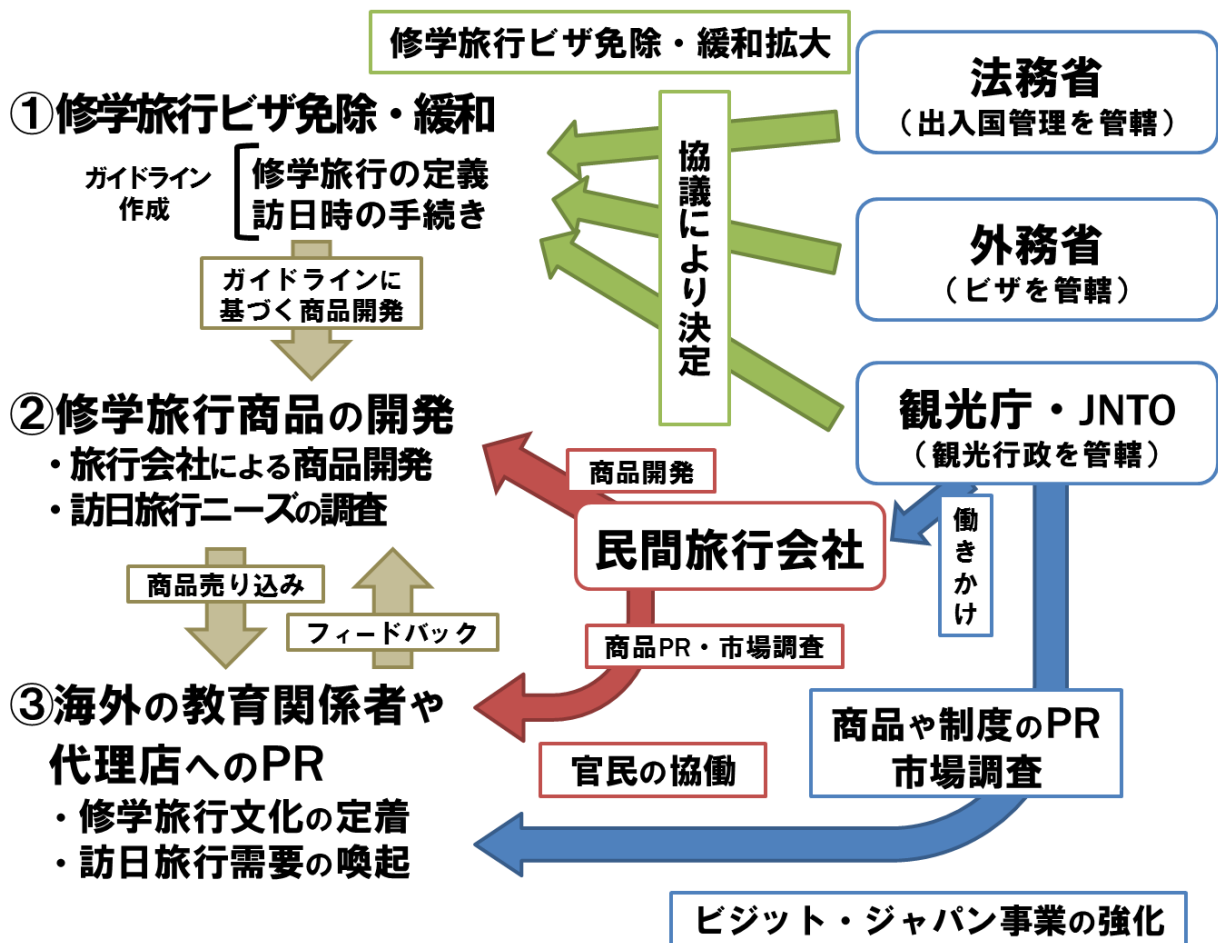 修学旅行ビザ免除・緩和拡大
法務省
（出入国管理を管轄）
①修学旅行ビザ免除・緩和
ガイドライン
作成
修学旅行の定義
訪日時の手続き
協議により決定
外務省
（ビザを管轄）
ガイドラインに
基づく商品開発
観光庁・JNTO
（観光行政を管轄）
②修学旅行商品の開発
・旅行会社による商品開発
・訪日旅行ニーズの調査
商品開発
民間旅行会社
働きかけ
商品売り込み
フィードバック
商品PR・市場調査
③海外の教育関係者や
代理店へのPR
・修学旅行文化の定着
・訪日旅行需要の喚起
官民の協働
商品や制度のPR
市場調査
ビジット・ジャパン事業の強化